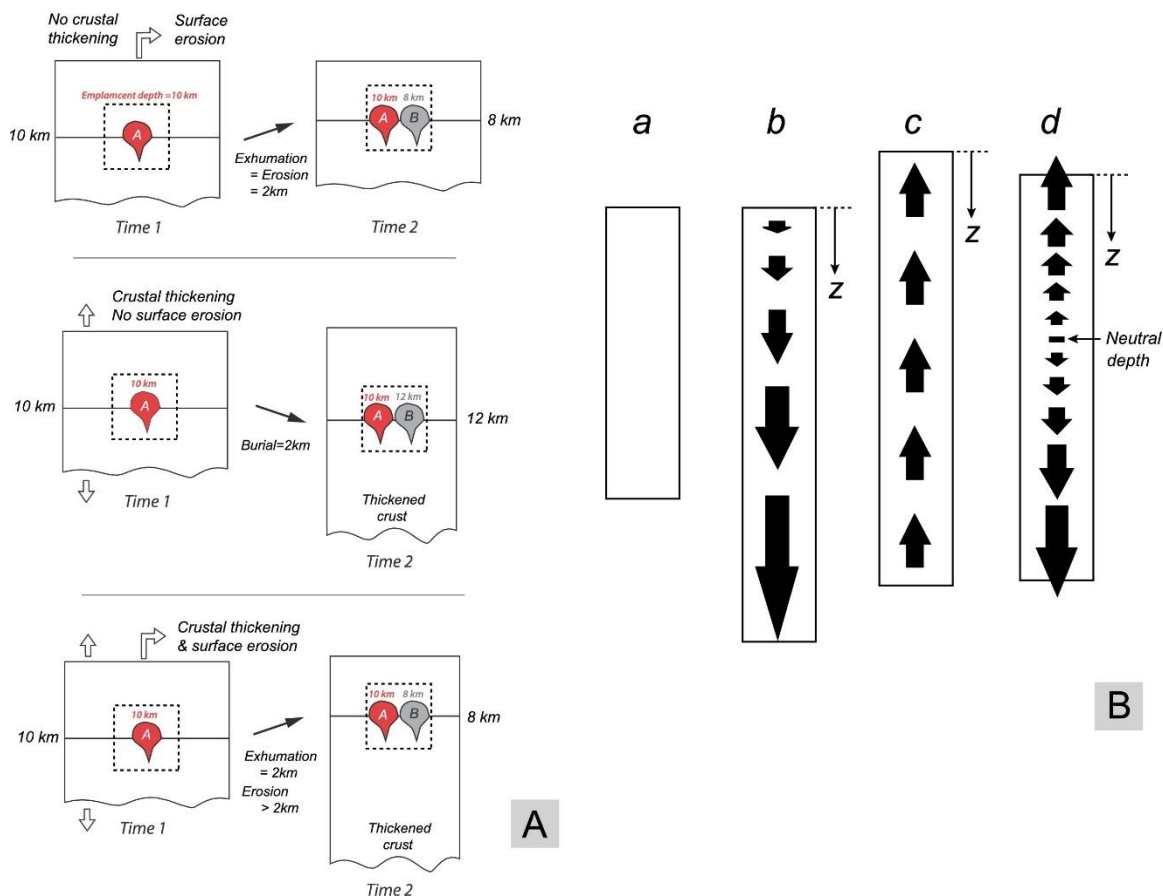 No crustal
thickening
Surface
erosion
Emplamcent depth =10 km
10 km
A
Time 1
Exhumation
= Erosion
= 2km
10 km 8 km
A B
8 km
Time 2
Crustal thickening
No surface erosion
10 km
10 km
A
Time 1
Burial=2km
10 km 12 km
A B
12 km
Thickened
crust
Time 2
Crustal thickening
& surface erosion
10 km
10 km
A
Time 1
Exhumation
= 2km
Erosion
> 2km
10 km 8 km
A B
8 km
Thickened
crust
Time 2
A
a b c d
z
z
z
Neutral
depth
B